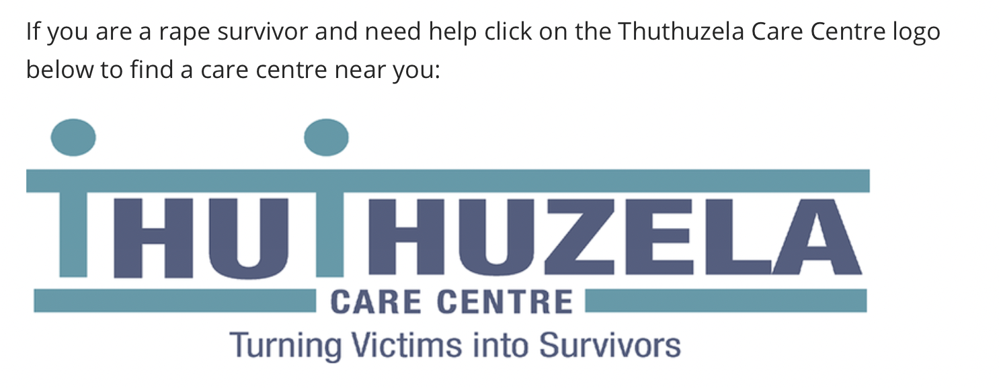 If you are a rape survivor and need help click on the Thuthuzela Care Centre logo
below to find a care centre near you:
THUTHUZELA
CARE CENTRE
Turning Victims into Survivors